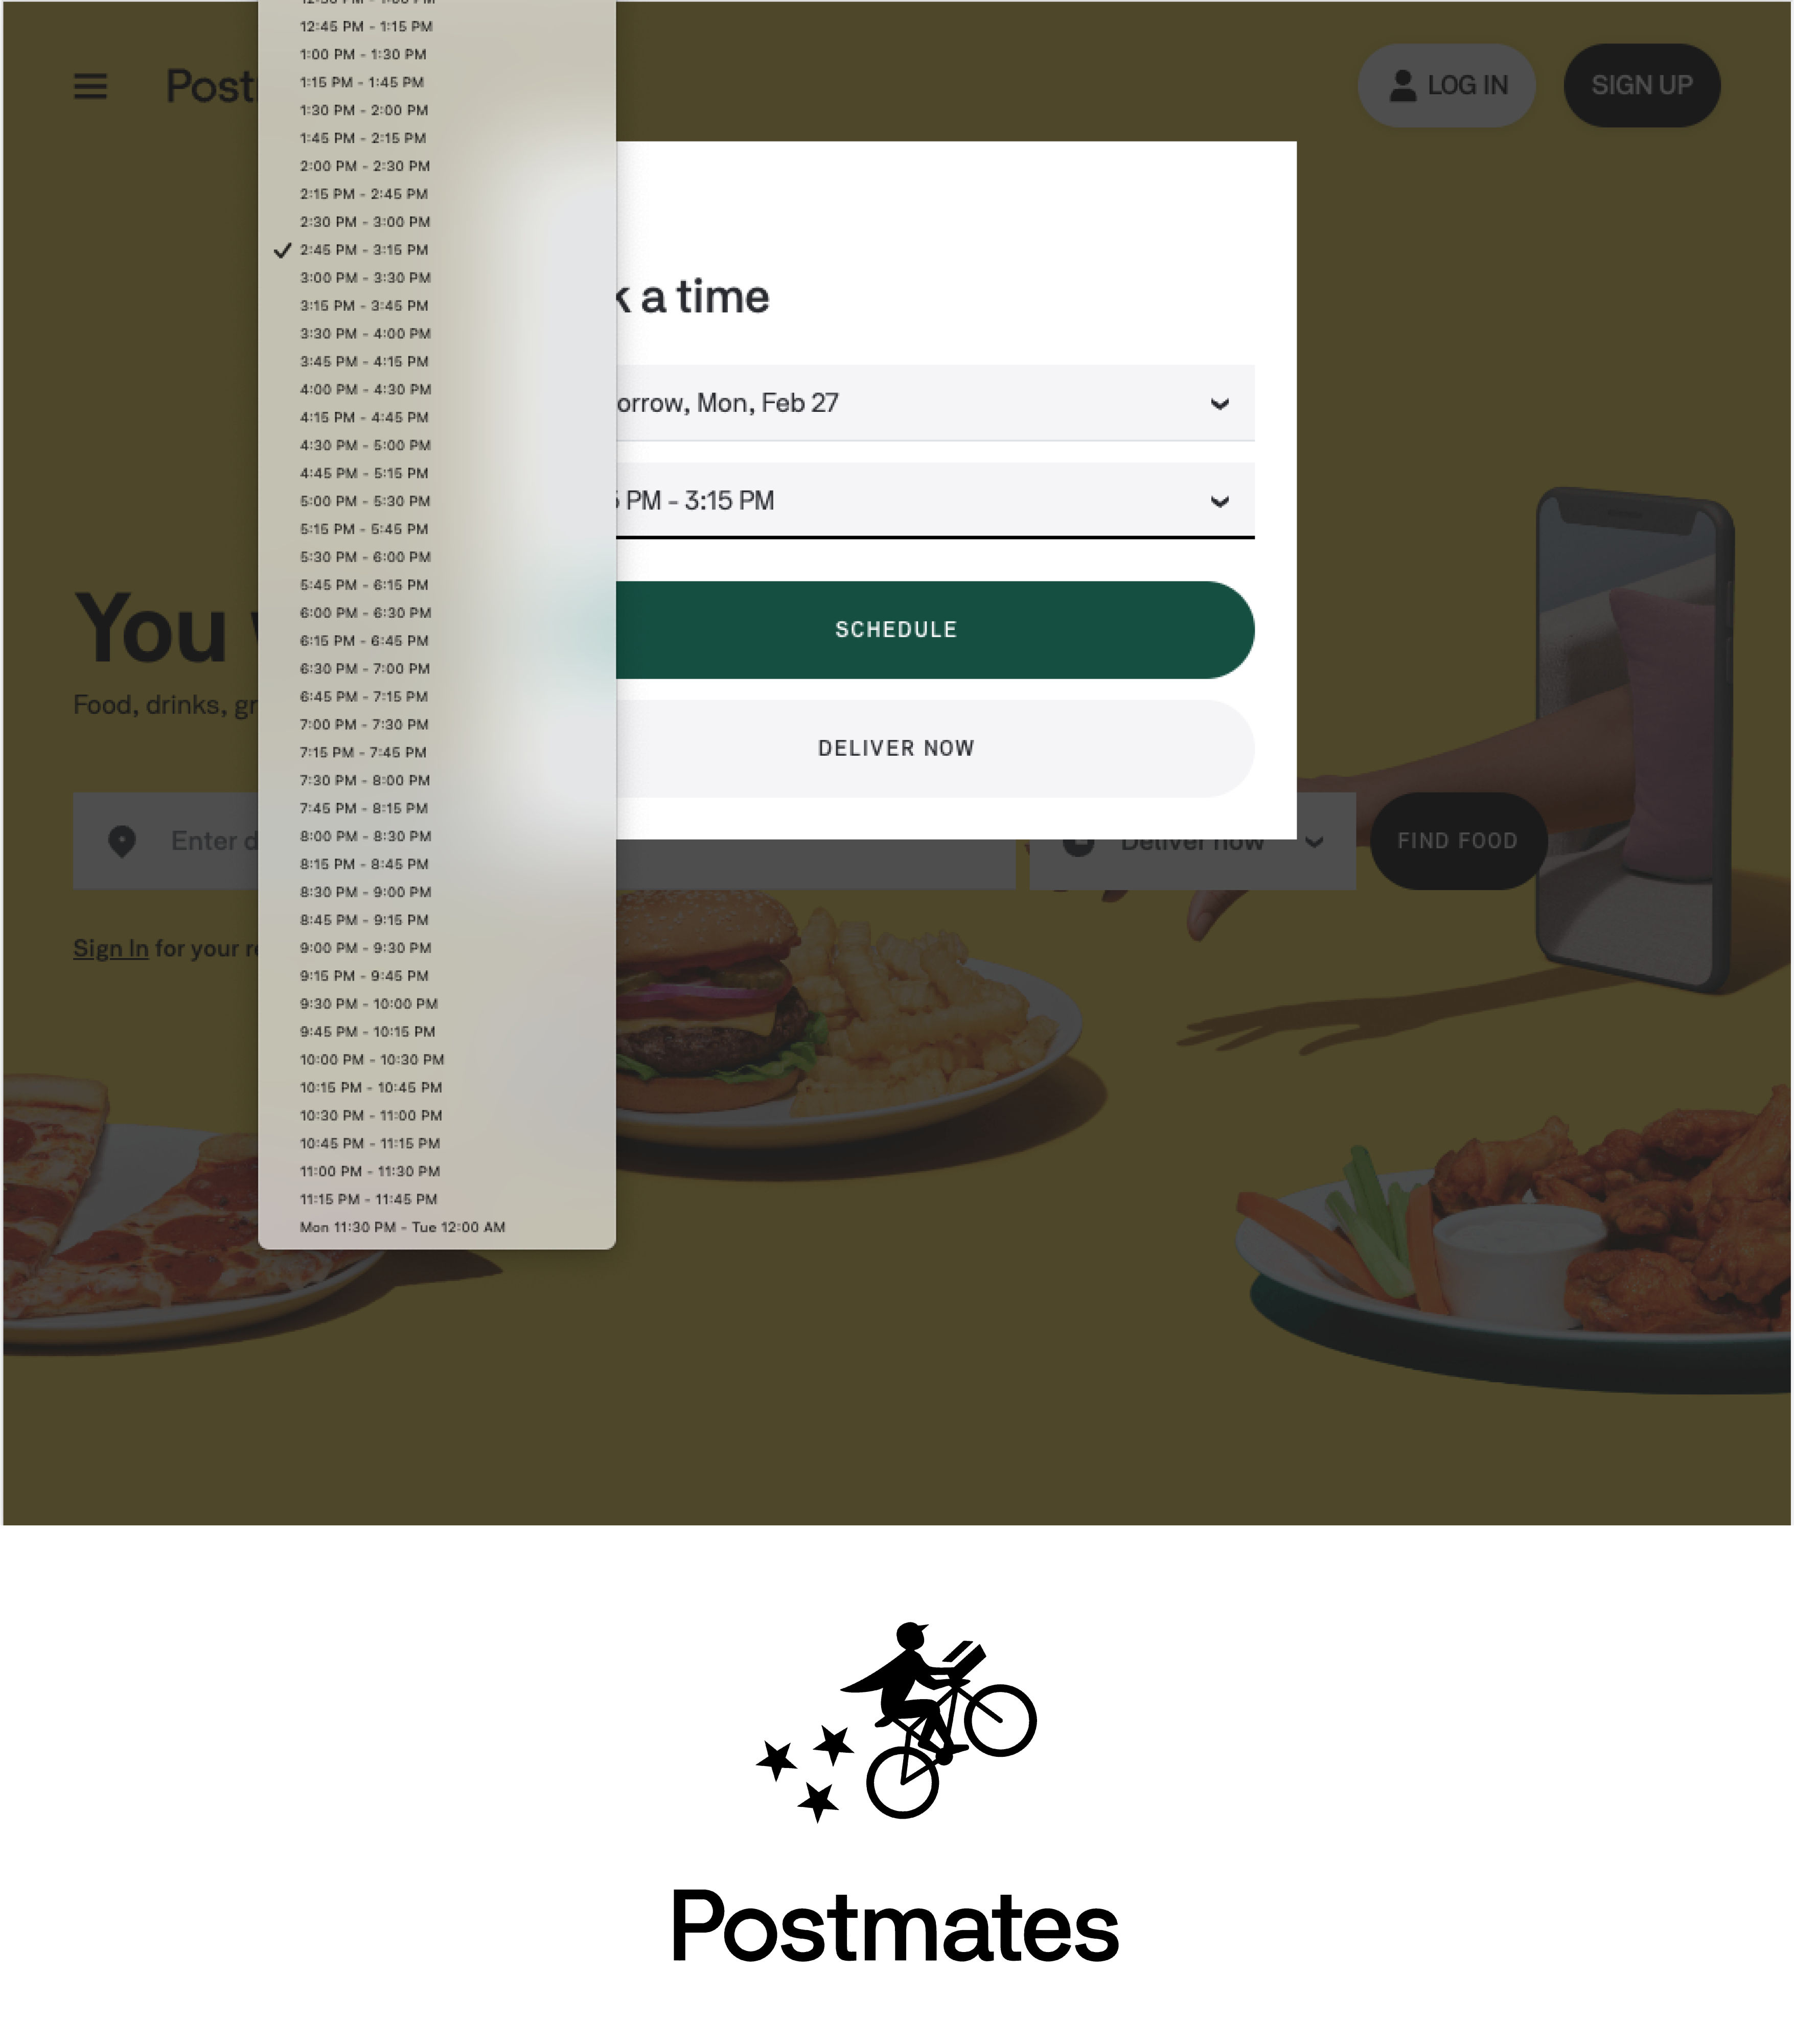 12:45 PM - 1:15 PM
1:00 PM - 1:30 PM
1:15 PM - 1:45 PM
1:30 PM - 2:00 PM
1:45 PM - 2:15 PM
2:00 PM - 2:30 PM
2:15 PM - 2:45 PM
2:30 PM - 3:00 PM
2:45 PM - 3:15 PM
3:00 PM - 3:30 PM
3:15 PM - 3:45 PM
3:30 PM - 4:00 PM
3:45 PM - 4:15 PM
4:00 PM - 4:30 PM
4:15 PM - 4:45 PM
4:30 PM - 5:00 PM
4:45 PM - 5:15 PM
5:00 PM - 5:30 PM
5:15 PM - 5:45 PM
5:30 PM - 6:00 PM
5:45 PM - 6:15 PM
6:00 PM - 6:30 PM
6:15 PM - 6:45 PM
6:30 PM - 7:00 PM
6:45 PM - 7:15 PM
7:00 PM - 7:30 PM
7:15 PM - 7:45 PM
7:30 PM - 8:00 PM
7:45 PM - 8:15 PM
8:00 PM - 8:30 PM
8:15 PM - 8:45 PM
8:30 PM - 9:00 PM
8:45 PM - 9:15 PM
9:00 PM - 9:30 PM
9:15 PM - 9:45 PM
9:30 PM - 10:00 PM
9:45 PM - 10:15 PM
10:00 PM - 10:30 PM
10:15 PM - 10:45 PM
10:30 PM - 11:00 PM
10:45 PM - 11:15 PM
11:00 PM - 11:30 PM
11:15 PM - 11:45 PM
Mon 11:30 PM - Tue 12:00 AM
Post
LOG IN
SIGN UP
k a time
orrow, Mon, Feb 27
PM - 3:15 PM
SCHEDULE
DELIVER NOW
You
Food, drinks, gr
Enter d
Deliver now
FIND FOOD
Sign In for your re
Postmates